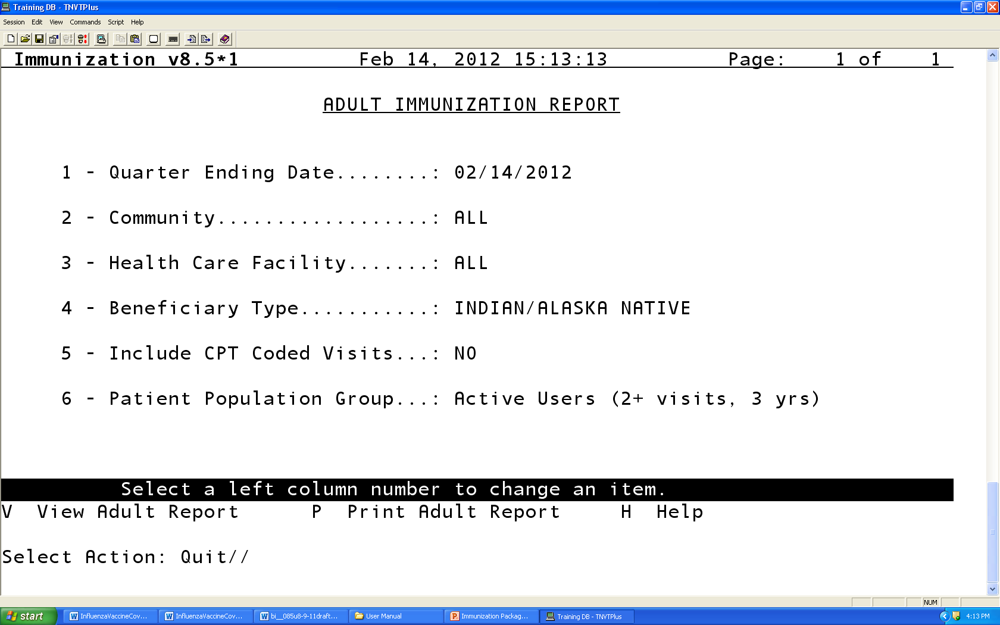 Training DB - TNVTPlus
Session Edit View Commands Script Help
Immunization v8.5*1 Feb 14, 2012 15:13:13 Page: 1 of 1
ADULT IMMUNIZATION REPORT
1 - Quarter Ending Date........: 02/14/2012
2 - Community..................: ALL
3 - Health Care Facility.......: ALL
4 - Beneficiary Type...........: INDIAN/ALASKA NATIVE
5 - Include CPT Coded Visits...: NO
6 - Patient Population Group...: Active Users (2+ visits, 3 yrs)
Select a left column number to change an item.
V View Adult Report P Print Adult Report H Help
Select Action: Quit//
NUM
start InfluenzaVaccineCov... InfluenzaVaccineCov... bi__085u8-9-11draft... User Manual Immunization Packag... Training DB - TNVTPlus 4:13 PM